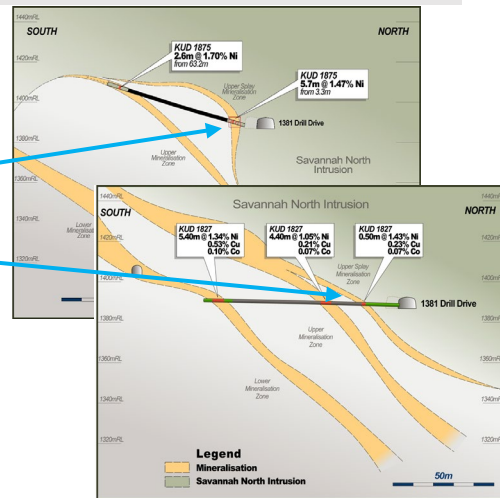 1440mRL
SOUTH
NORTH
KUD 1875
2.6m @ 1.70% Ni
from 63.2m
1420mRL
KUD 1875
5.7m @ 1.47% Ni
from 3.3m
Upper Splay
Mineralisation
Zone
1400mRL
1381 Drill Drive
1380mRL
Upper
Mineralisation
Zone
Savannah North
Intrusion
1360mRL
1340mRL
Lower
Zone
1320mRL
1440mRL
Savannah North Intrusion
1440mRL
SOUTH
NORTH
KUD 1827
5.40m @ 1.34% Ni
0.53% Cu
0.10% Co
KUD 1827
4.40m @ 1.05% Ni
0.21% Cu
0.07% Co
KUD 1827
0.50m @ 1.43% Ni
0.23% Cu
0.07% Co
1420mRL
Upper Splay
Mineralisation
Zone
1400mRL
1381 Drill Drive
1380mRL
Upper
Mineralisation
Zone
1360mRL
Lower
Mineralisation
Zone
1340mRL
1320mRL
Legend
Mineralisation
Savannah North Intrusion
50m